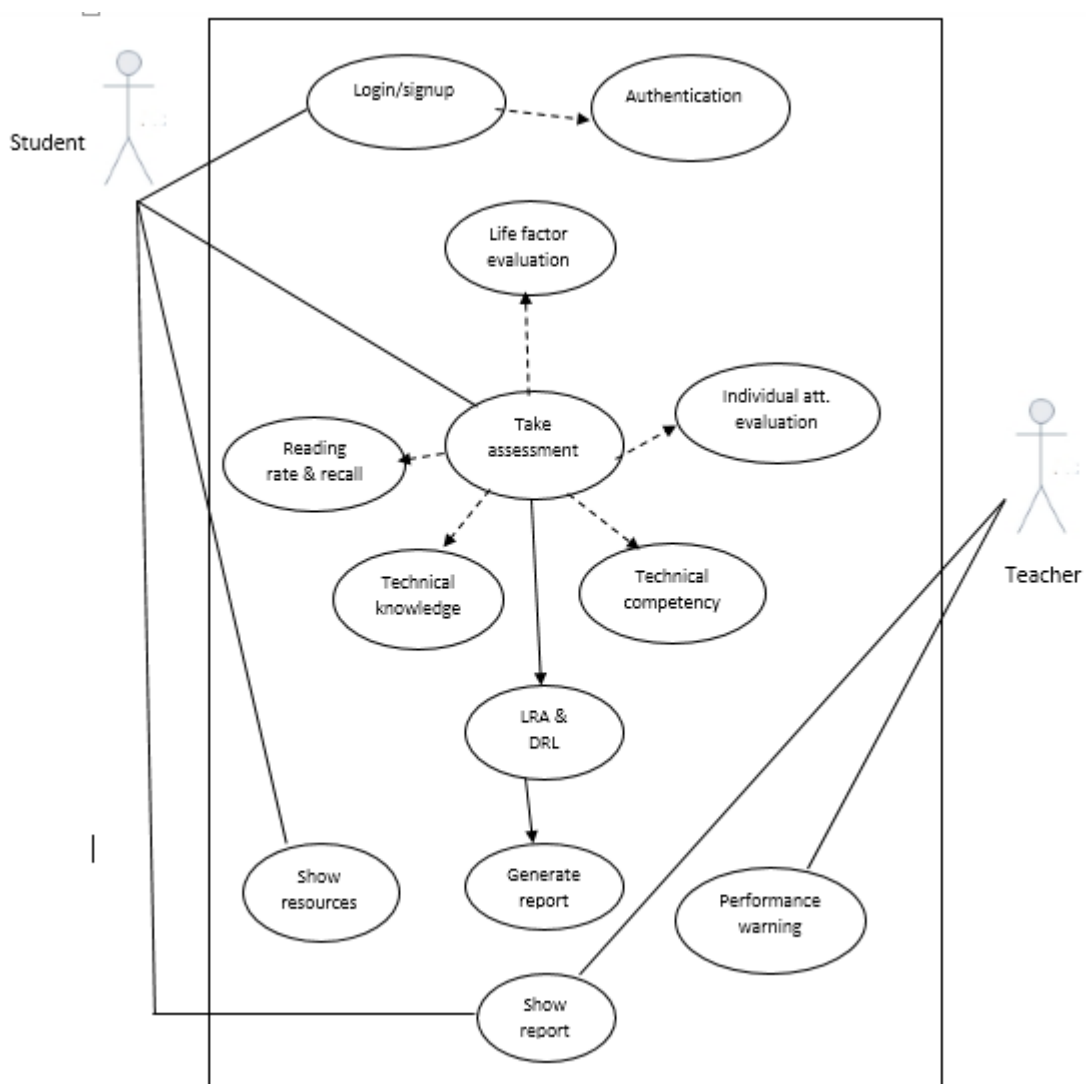 Login/signup
Authentication
Student
Life factor
evaluation
Individual att.
evaluation
Take
assessment
Reading
rate & recall
Technical
knowledge
Technical
competency
Teacher
LRA &
DRL
Show
resources
Generate
report
Performance
warning
Show
report